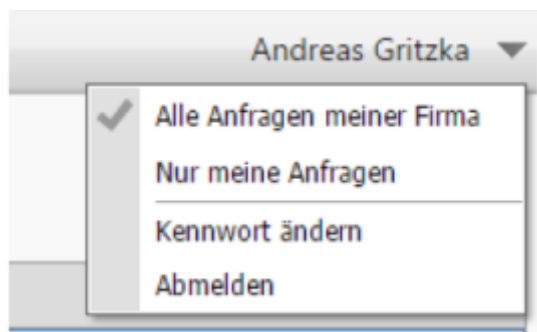 Andreas Gritzka
Alle Anfragen meiner Firma
Nur meine Anfragen
Kennwort ändern
Abmelden